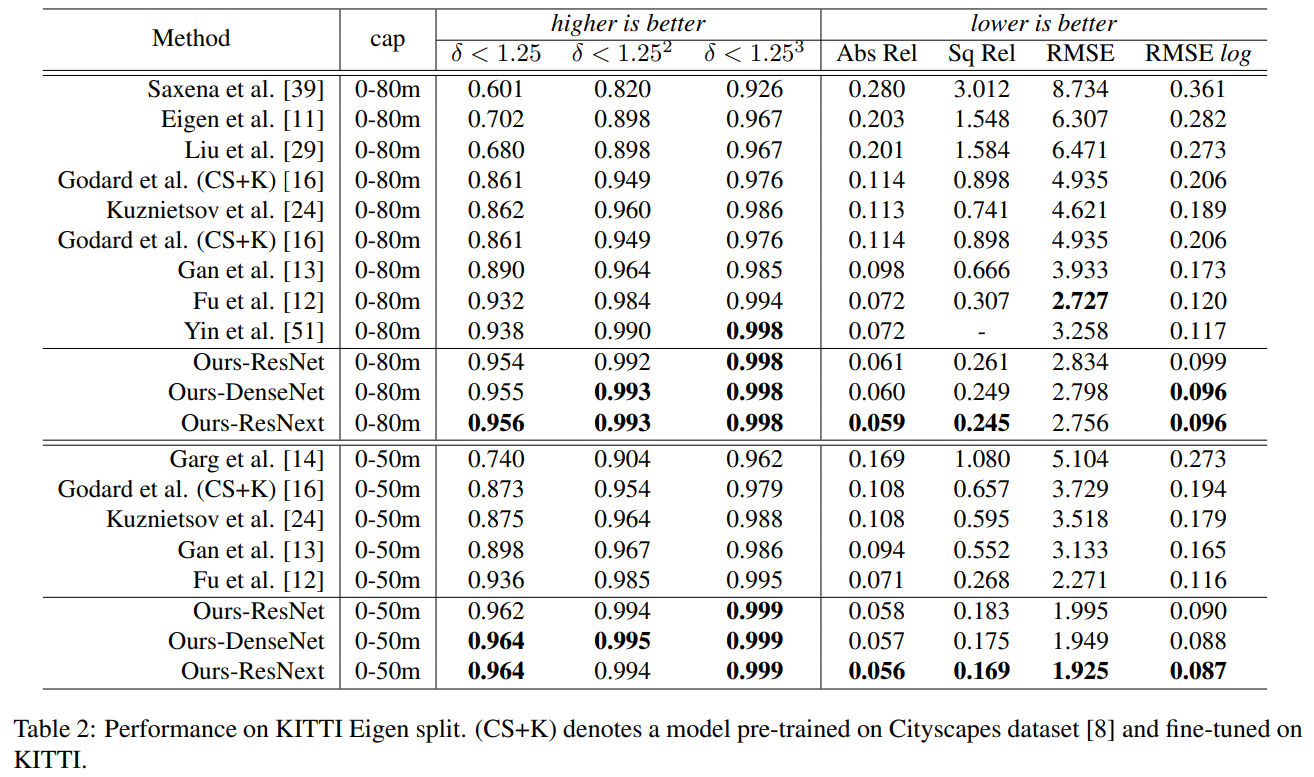 Method cap higher is better lower is better
δ < 1.25 δ < 1.25² δ < 1.25³ Abs Rel Sq Rel RMSE RMSE log
Saxena et al. [39] 0-80m 0.601 0.820 0.926 0.280 3.012 8.734 0.361
Eigen et al. [11] 0-80m 0.702 0.898 0.967 0.203 1.548 6.307 0.282
Liu et al. [29] 0-80m 0.680 0.898 0.967 0.201 1.584 6.471 0.273
Godard et al. (CS+K) [16] 0-80m 0.861 0.949 0.976 0.114 0.898 4.935 0.206
Kuznietsov et al. [24] 0-80m 0.862 0.960 0.986 0.113 0.741 4.621 0.189
Godard et al. (CS+K) [16] 0-80m 0.861 0.949 0.976 0.114 0.898 4.935 0.206
Gan et al. [13] 0-80m 0.890 0.964 0.985 0.098 0.666 3.933 0.173
Fu et al. [12] 0-80m 0.932 0.984 0.994 0.072 0.307 2.727 0.120
Yin et al. [51] 0-80m 0.938 0.990 0.998 0.072 - 3.258 0.117
Ours-ResNet 0-80m 0.954 0.992 0.998 0.061 0.261 2.834 0.099
Ours-DenseNet 0-80m 0.955 0.993 0.998 0.060 0.249 2.798 0.096
Ours-ResNext 0-80m 0.956 0.993 0.998 0.059 0.245 2.756 0.096
Garg et al. [14] 0-50m 0.740 0.904 0.962 0.169 1.080 5.104 0.273
Godard et al. (CS+K) [16] 0-50m 0.873 0.954 0.979 0.108 0.657 3.729 0.194
Kuznietsov et al. [24] 0-50m 0.875 0.964 0.988 0.108 0.595 3.518 0.179
Gan et al. [13] 0-50m 0.898 0.967 0.986 0.094 0.552 3.133 0.165
Fu et al. [12] 0-50m 0.936 0.985 0.995 0.071 0.268 2.271 0.116
Ours-ResNet 0-50m 0.962 0.994 0.999 0.058 0.183 1.995 0.090
Ours-DenseNet 0-50m 0.964 0.995 0.999 0.057 0.175 1.949 0.088
Ours-ResNext 0-50m 0.964 0.994 0.999 0.056 0.169 1.925 0.087
Table 2: Performance on KITTI Eigen split. (CS+K) denotes a model pre-trained on Cityscapes dataset [8] and fine-tuned on
KITTI.